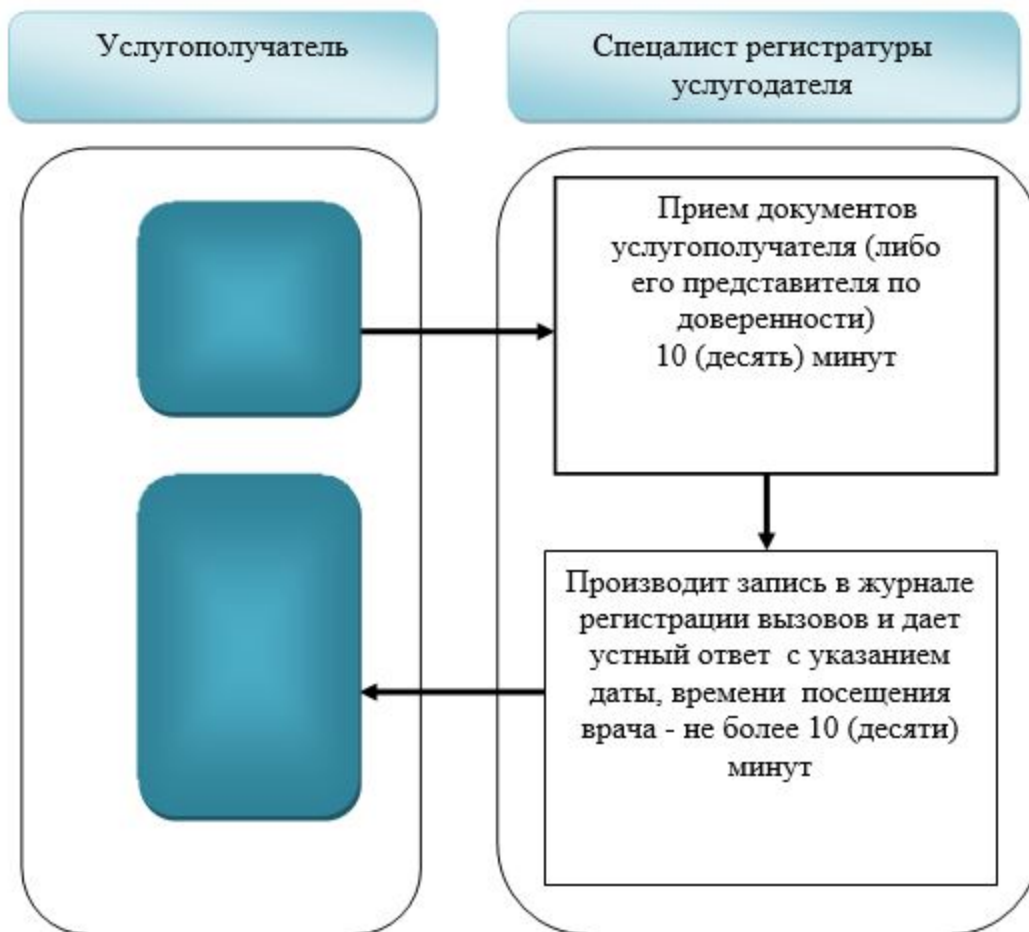 Услугополучатель
Спецалист регистратуры
услугодателя
Прием документов
услугополучателя (либо
его представителя по
доверенности)
10 (десять) минут
Производит запись в журнале
регистрации вызовов и дает
устный ответ с указанием
даты, времени посещения
врача - не более 10 (десяти)
минут